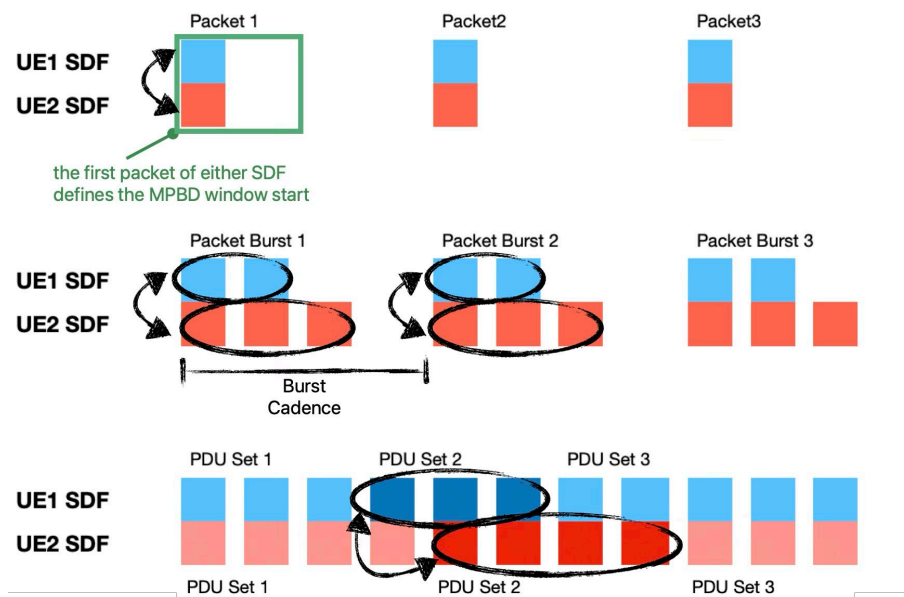 Packet 1
Packet2
Packet3
UE1 SDF
UE2 SDF
the first packet of either SDF
defines the MPBD window start
Packet Burst 1
Packet Burst 2
Packet Burst 3
UE1 SDF
UE2 SDF
Burst
Cadence
PDU Set 1
PDU Set 2
PDU Set 3
UE1 SDF
UE2 SDF
PDU Set 1
PDU Set 2
PDU Set 3